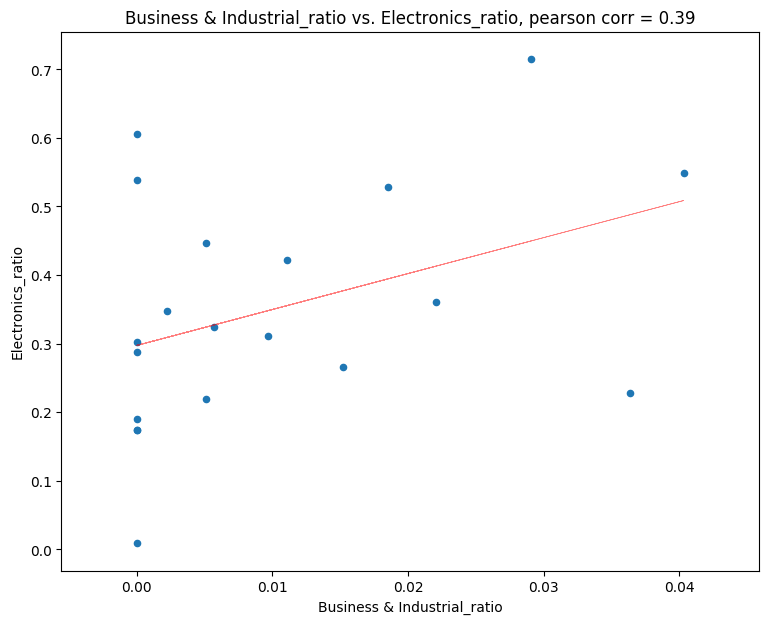 Business & Industrial_ratio vs. Electronics_ratio, pearson corr = 0.39
0.7
0.6
0.5
0.4
0.3
0.2
0.1
0.0
Electronics_ratio
0.00 0.01 0.02 0.03 0.04
Business & Industrial_ratio